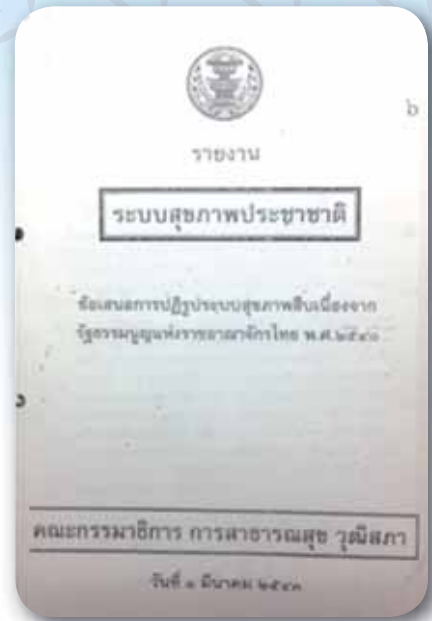 ๖
รายงาน
ระบบสุขภาพประชาชาติ
ข้อเสนอการปฏิรูประบบสุขภาพสืบเนื่องจาก
รัฐธรรมนูญแห่งราชอาณาจักรไทย พ.ศ.๒๕๔๐
คณะกรรมาธิการ การสาธารณสุข วุฒิสภา
วันที่ ๑ มีนาคม ๒๕๔๓